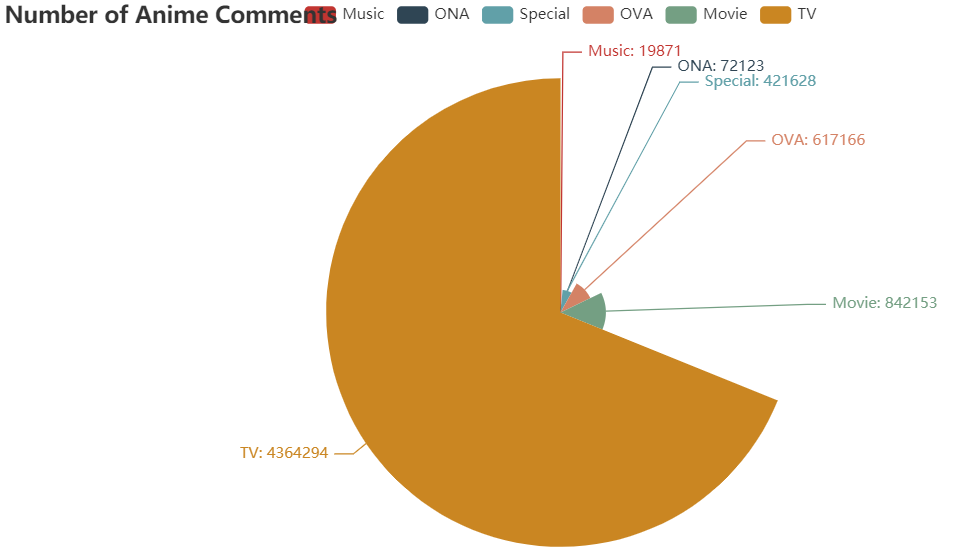 Number of Anime Comments
Music ONA Special OVA Movie TV
Music: 19871
ONA: 72123
Special: 421628
OVA: 617166
Movie: 842153
TV: 4364294